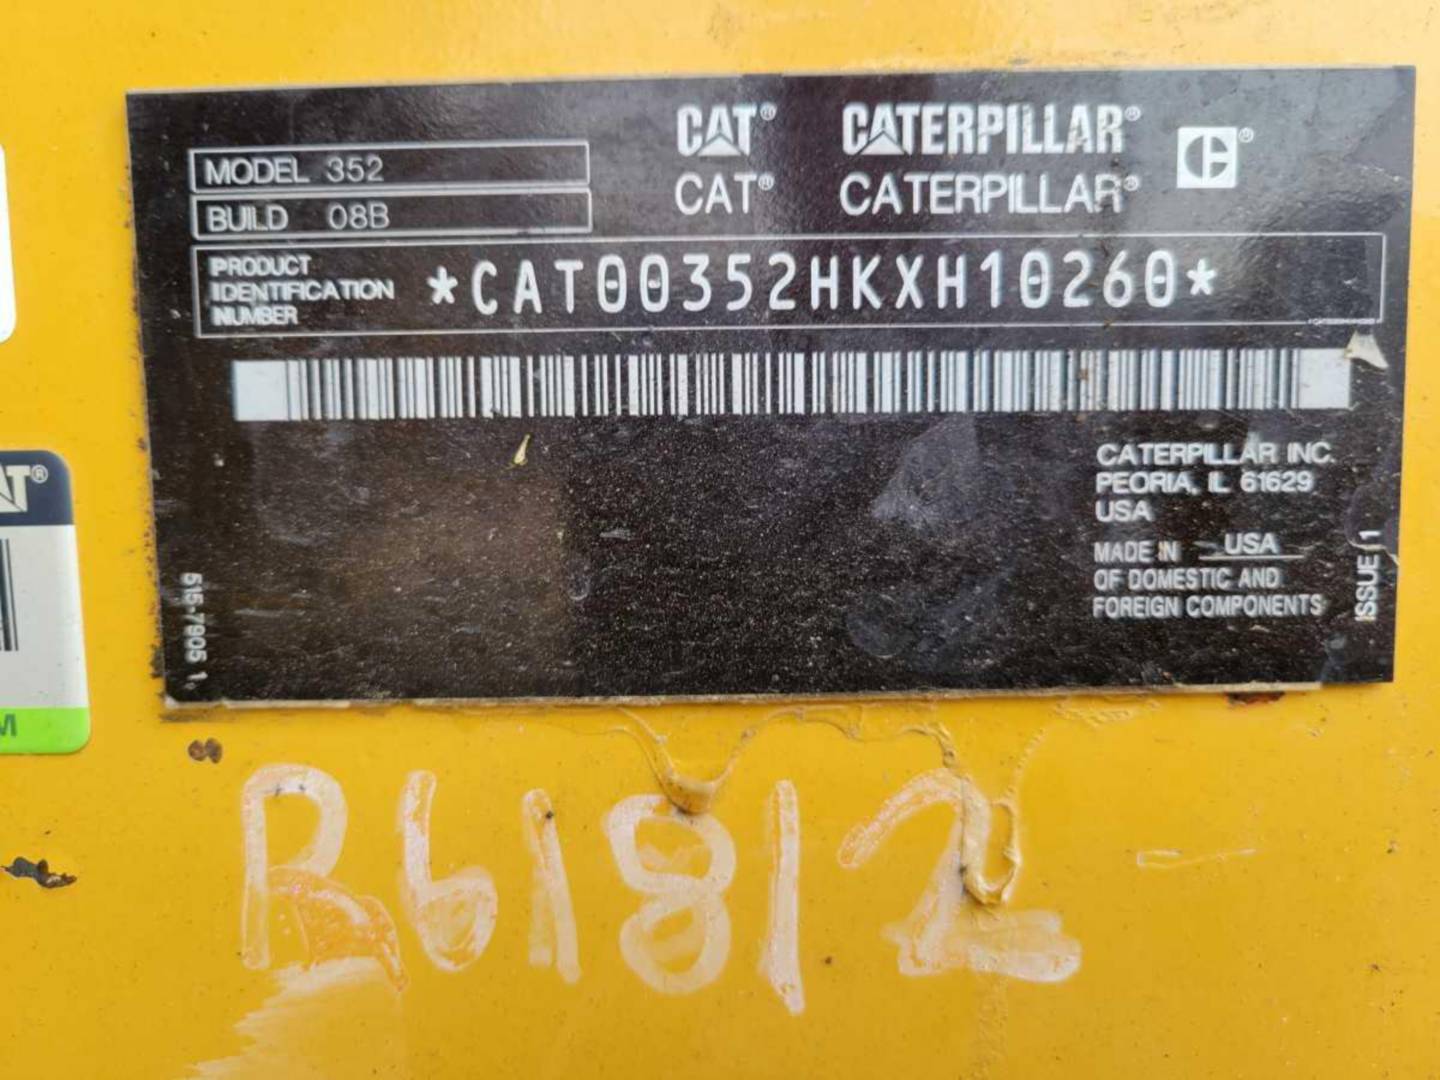 CAT® CATERPILLAR®
CAT® CATERPILLAR®
MODEL 352
BUILD 08B
PRODUCT
IDENTIFICATION
NUMBER
*CAT00352HKXH10260*
CATERPILLAR INC.
PEORIA, IL 61629
USA
MADE IN USA
OF DOMESTIC AND
FOREIGN COMPONENTS
ISSUE 1
515-7905 1
AT®
M
R61812